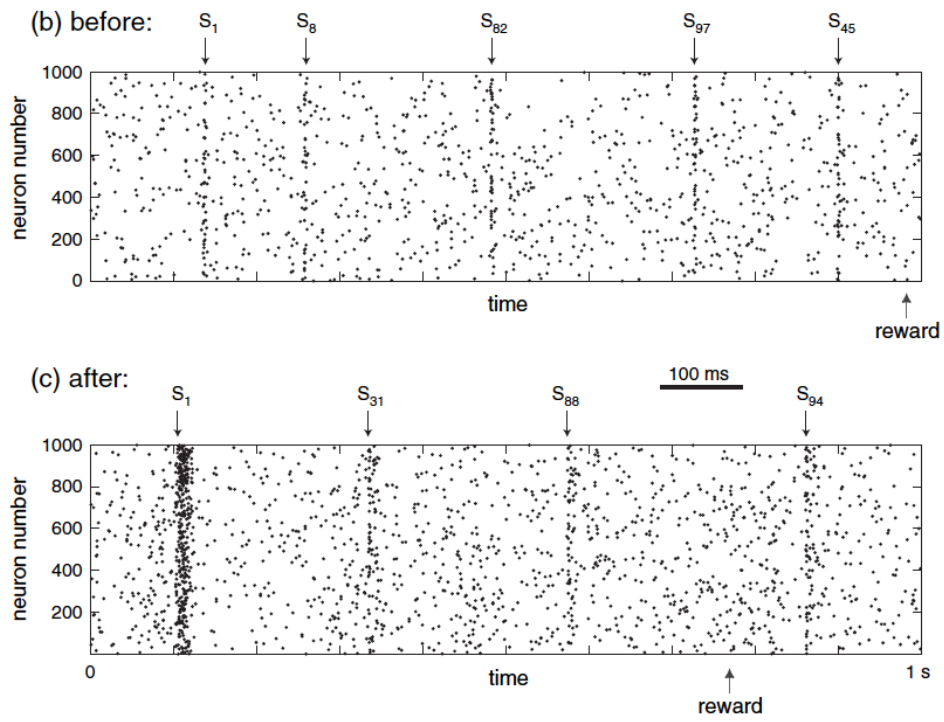 (b) before:
S1 S8 S82 S97 S45
1000
800
600
400
200
0
neuron number
time
reward
(c) after:
100 ms
S1 S31 S88 S94
1000
800
600
400
200
neuron number
0 time 1 s
reward